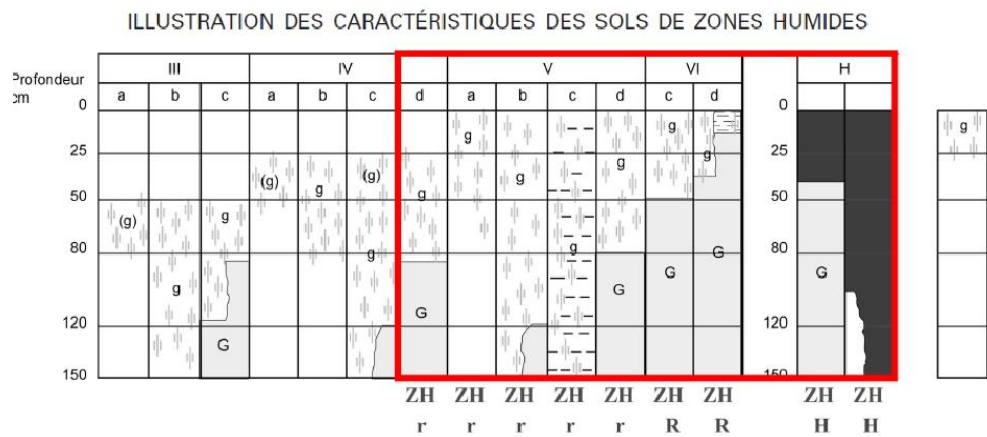 ILLUSTRATION DES CARACTÉRISTIQUES DES SOLS DE ZONES HUMIDES
III IV V VI H
Profondeur
cm
a b c a b c d a b c d c d
0 0
g g g g g
25 25
(g) (g) g g g g
50 50
(g) g
80 g g 80
g G G G G
120 G 120
G
150
ZH ZH ZH ZH ZH ZH ZH ZH ZH
r r r r r R R H H